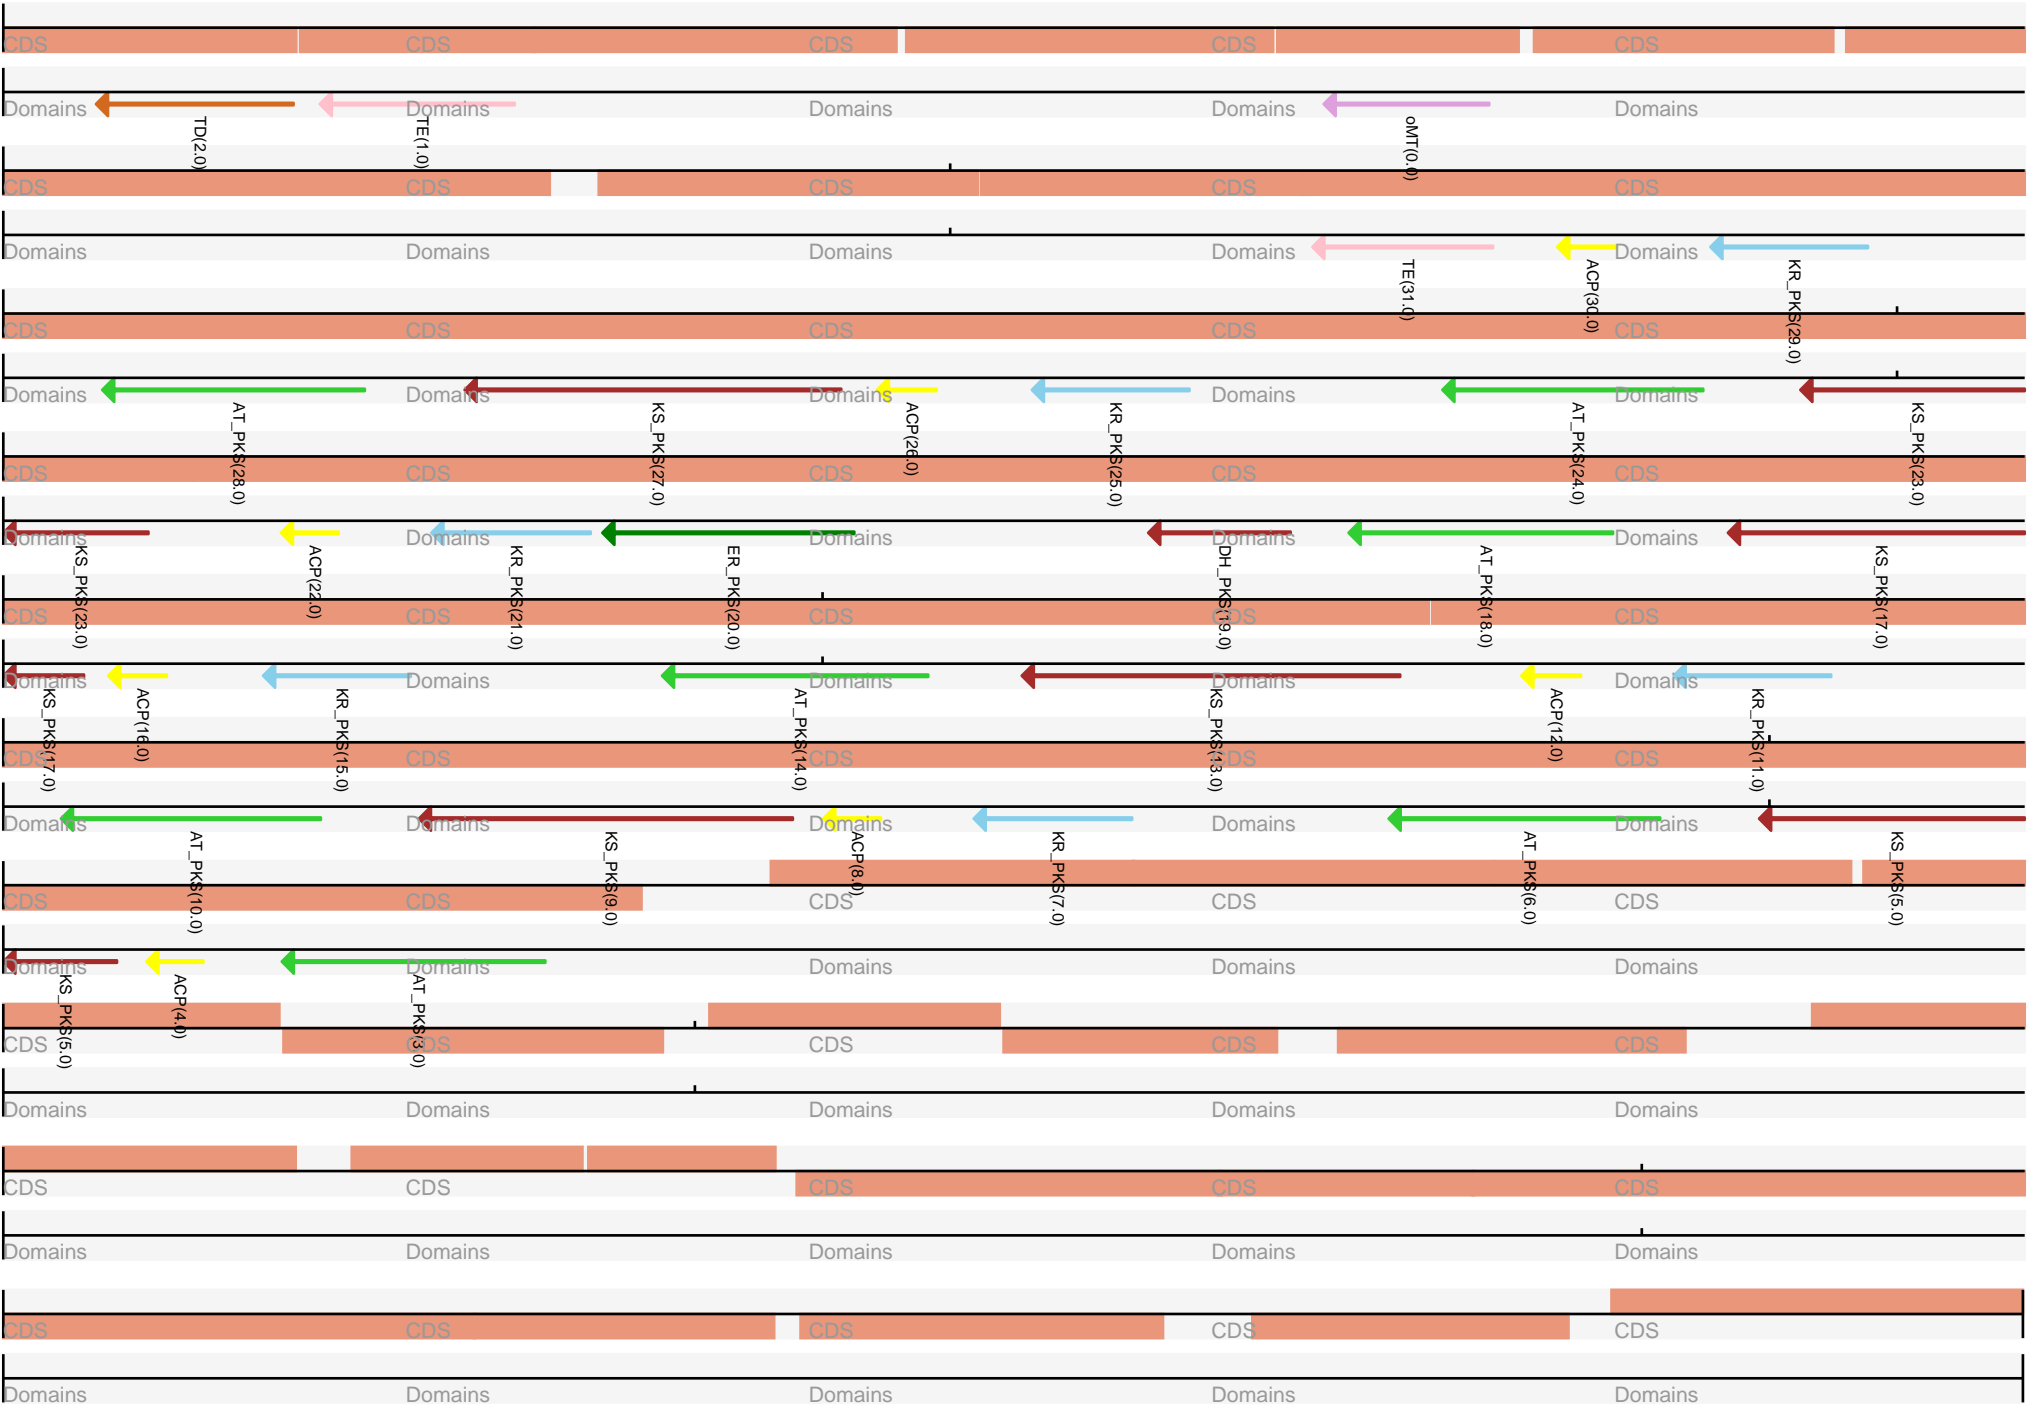 CDS CDS CDS CDS CDS
Domains Domains Domains Domains Domains
TD(2.0) TE(1.0) oMT(0.0)
CDS CDS CDS CDS CDS
Domains Domains Domains Domains Domains
TE(31.0) ACP(30.0) KR_PKS(29.0)
CDS CDS CDS CDS CDS
Domains Domains Domains Domains Domains
AT_PKS(28.0) KS_PKS(27.0) ACP(26.0) KR_PKS(25.0) AT_PKS(24.0) KS_PKS(23.0)
CDS CDS CDS CDS CDS
Domains Domains Domains Domains Domains
KS_PKS(23.0) ACP(22.0) KR_PKS(21.0) ER_PKS(20.0) DH_PKS(19.0) AT_PKS(18.0) KS_PKS(17.0)
CDS CDS CDS CDS CDS
Domains Domains Domains Domains Domains
KS_PKS(17.0) ACP(16.0) KR_PKS(15.0) AT_PKS(14.0) KS_PKS(13.0) ACP(12.0) KR_PKS(11.0)
CDS CDS CDS CDS CDS
Domains Domains Domains Domains Domains
AT_PKS(10.0) KS_PKS(9.0) ACP(8.0) KR_PKS(7.0) AT_PKS(6.0) KS_PKS(5.0)
CDS CDS CDS CDS CDS
Domains Domains Domains Domains Domains
KS_PKS(5.0) ACP(4.0) AT_PKS(3.0)
CDS CDS CDS CDS CDS
Domains Domains Domains Domains Domains
CDS CDS CDS CDS CDS
Domains Domains Domains Domains Domains
CDS CDS CDS CDS CDS
Domains Domains Domains Domains Domains